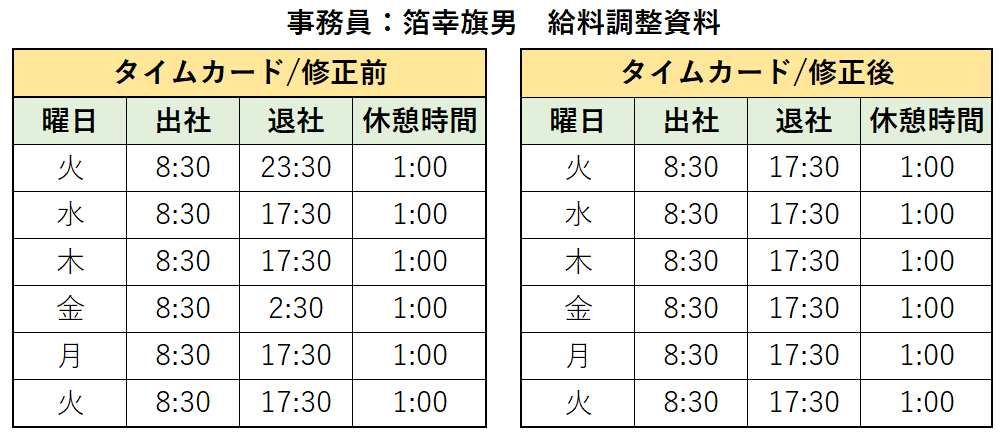 事務員：箔幸旗男　給料調整資料
タイムカード/修正前
曜日 出社 退社 休憩時間
火 8:30 23:30 1:00
水 8:30 17:30 1:00
木 8:30 17:30 1:00
金 8:30 2:30 1:00
月 8:30 17:30 1:00
火 8:30 17:30 1:00
タイムカード/修正後
曜日 出社 退社 休憩時間
火 8:30 17:30 1:00
水 8:30 17:30 1:00
木 8:30 17:30 1:00
金 8:30 17:30 1:00
月 8:30 17:30 1:00
火 8:30 17:30 1:00